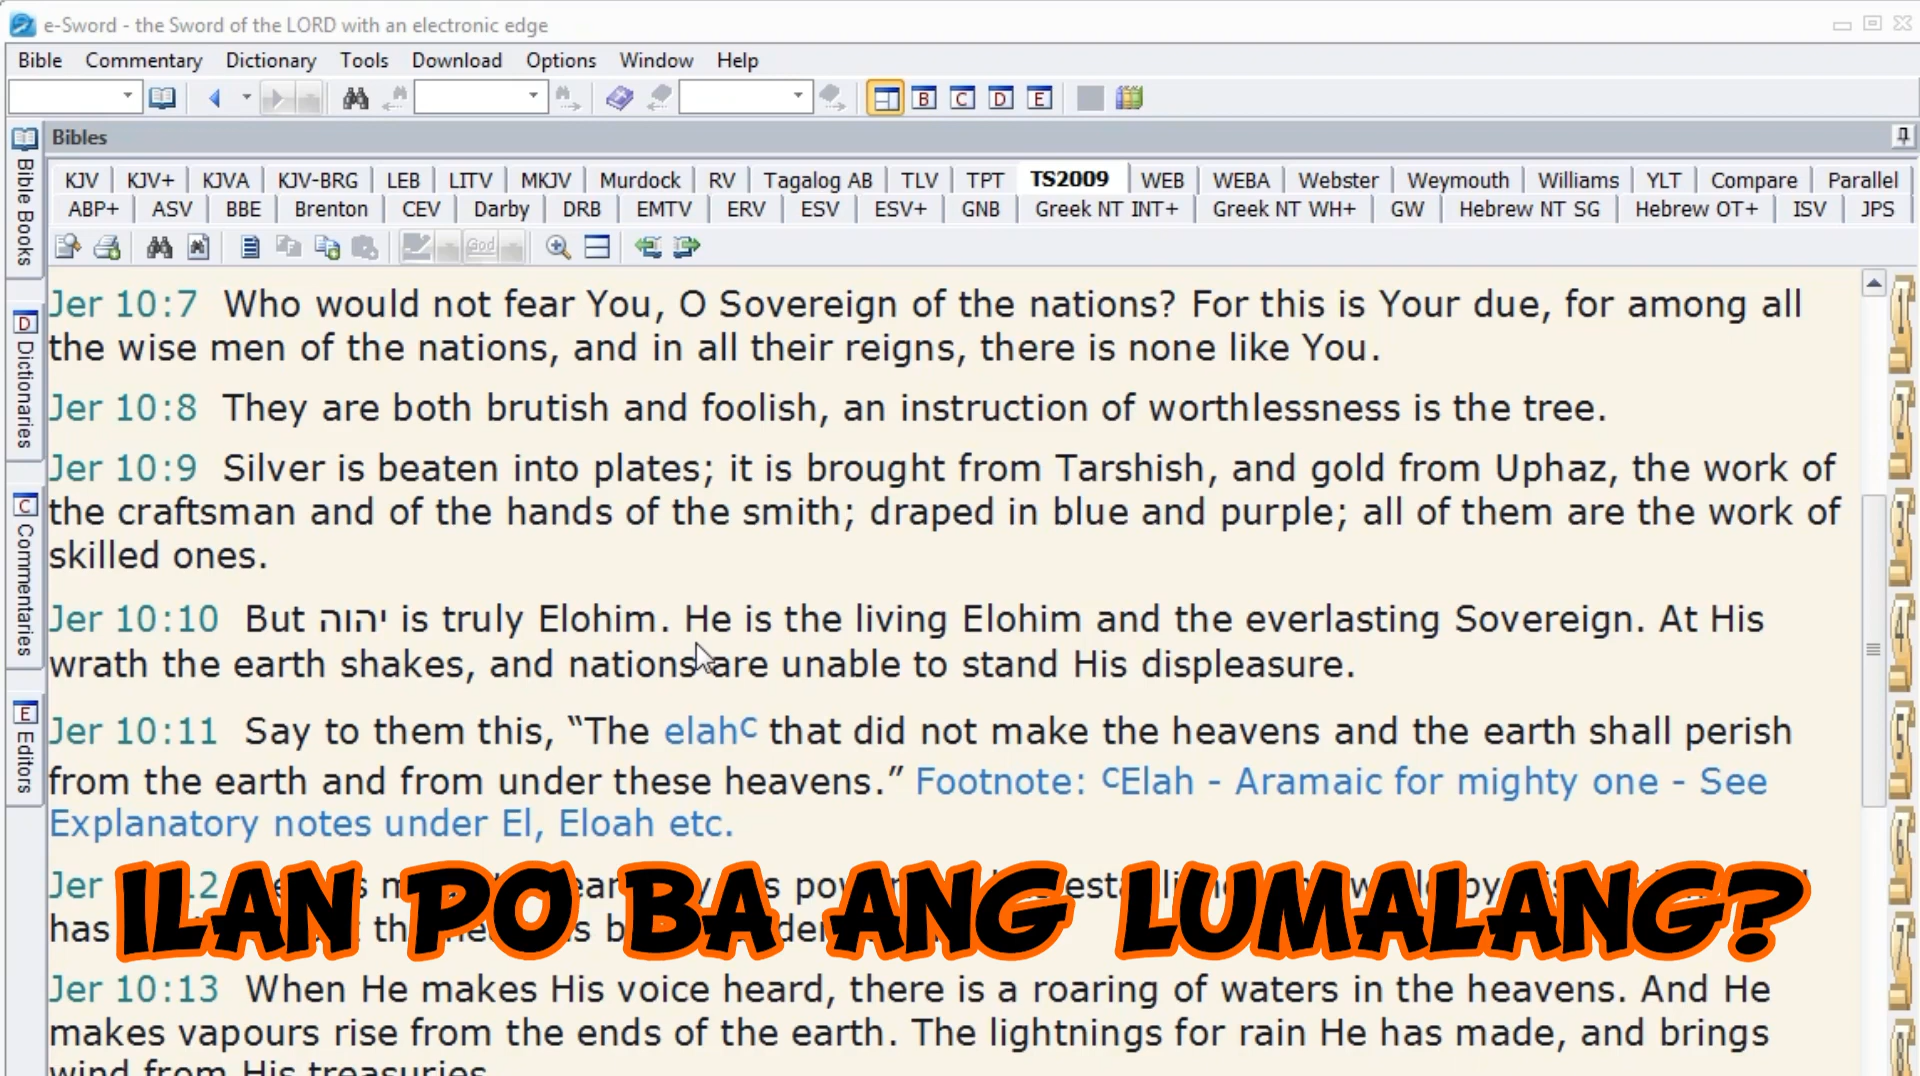 e-Sword - the Sword of the LORD with an electronic edge
Bible Commentary Dictionary Tools Download Options Window Help
B C D E
Bibles
KJV KJV+ KJVA KJV-BRG LEB LITV MKJV Murdock RV Tagalog AB TLV TPT TS2009 WEB WEBA Webster Weymouth Williams YLT Compare Parallel
ABP+ ASV BBE Brenton CEV Darby DRB EMTV ERV ESV ESV+ GNB Greek NT INT+ Greek NT WH+ GW Hebrew NT SG Hebrew OT+ ISV JPS
God
Bible Books
D Dictionaries
C Commentaries
E Editors
Jer 10:7 Who would not fear You, O Sovereign of the nations? For this is Your due, for among all
the wise men of the nations, and in all their reigns, there is none like You.
Jer 10:8 They are both brutish and foolish, an instruction of worthlessness is the tree.
Jer 10:9 Silver is beaten into plates; it is brought from Tarshish, and gold from Uphaz, the work of
the craftsman and of the hands of the smith; draped in blue and purple; all of them are the work of
skilled ones.
Jer 10:10 But יהוה is truly Elohim. He is the living Elohim and the everlasting Sovereign. At His
wrath the earth shakes, and nations are unable to stand His displeasure.
Jer 10:11 Say to them this, “The elahC that did not make the heavens and the earth shall perish
from the earth and from under these heavens.” Footnote: CElah - Aramaic for mighty one - See
Explanatory notes under El, Eloah etc.
Jer
has
ILAN PO BA ANG LUMALANG?
Jer 10:13 When He makes His voice heard, there is a roaring of waters in the heavens. And He
makes vapours rise from the ends of the earth. The lightnings for rain He has made, and brings
wind from His treasuries.
1
2
3
4
5
6
7